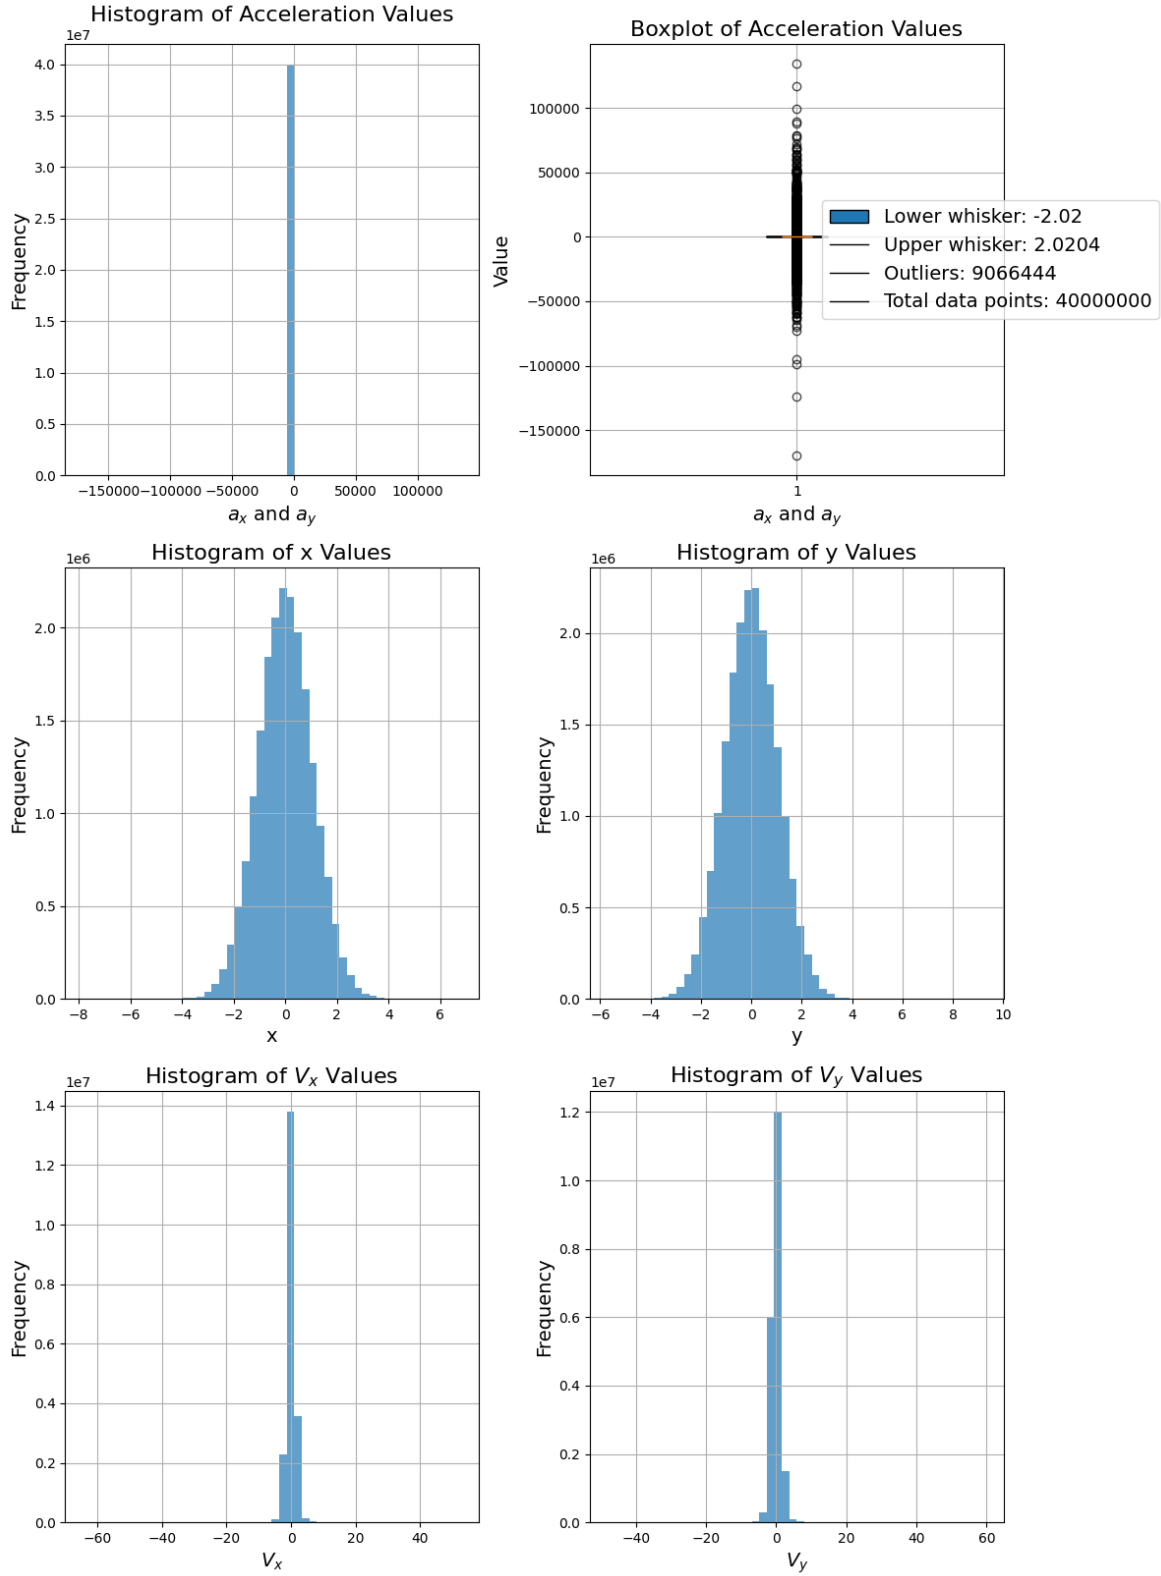 Histogram of Acceleration Values
1e7
4.0
3.5
3.0
2.5
2.0
1.5
1.0
0.5
0.0
Frequency
−150000 −100000 −50000 0 50000 100000
a_x and a_y
Boxplot of Acceleration Values
100000
50000
0
−50000
−100000
−150000
Value
Lower whisker: -2.02
Upper whisker: 2.0204
Outliers: 9066444
Total data points: 40000000
1
a_x and a_y
Histogram of x Values
1e6
2.0
1.5
1.0
0.5
0.0
Frequency
−8 −6 −4 −2 0 2 4 6
x
Histogram of y Values
1e6
2.0
1.5
1.0
0.5
0.0
Frequency
−6 −4 −2 0 2 4 6 8 10
y
Histogram of V_x Values
1e7
1.4
1.2
1.0
0.8
0.6
0.4
0.2
0.0
Frequency
−60 −40 −20 0 20 40
V_x
Histogram of V_y Values
1e7
1.2
1.0
0.8
0.6
0.4
0.2
0.0
Frequency
−40 −20 0 20 40 60
V_y